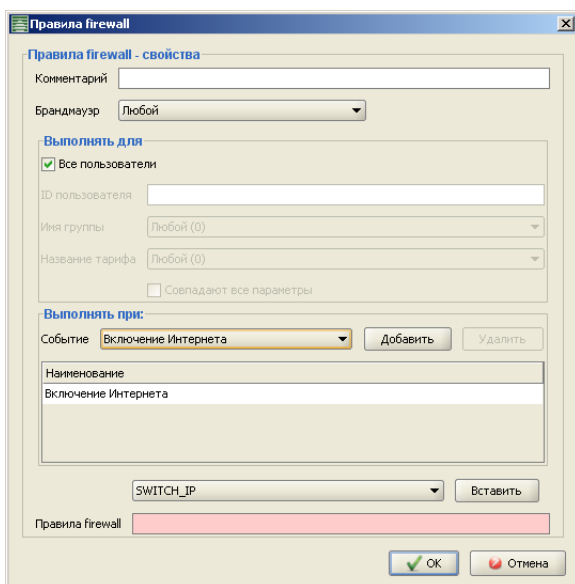 Правила firewall
Правила firewall - свойства
Комментарий
Брандмауэр Любой
Выполнять для
Все пользователи
ID пользователя
Имя группы Любой (0)
Название тарифа Любой (0)
Совпадают все параметры
Выполнять при:
Событие Включение Интернета Добавить Удалить
Наименование
Включение Интернета
SWITCH_IP Вставить
Правила firewall
OK Отмена